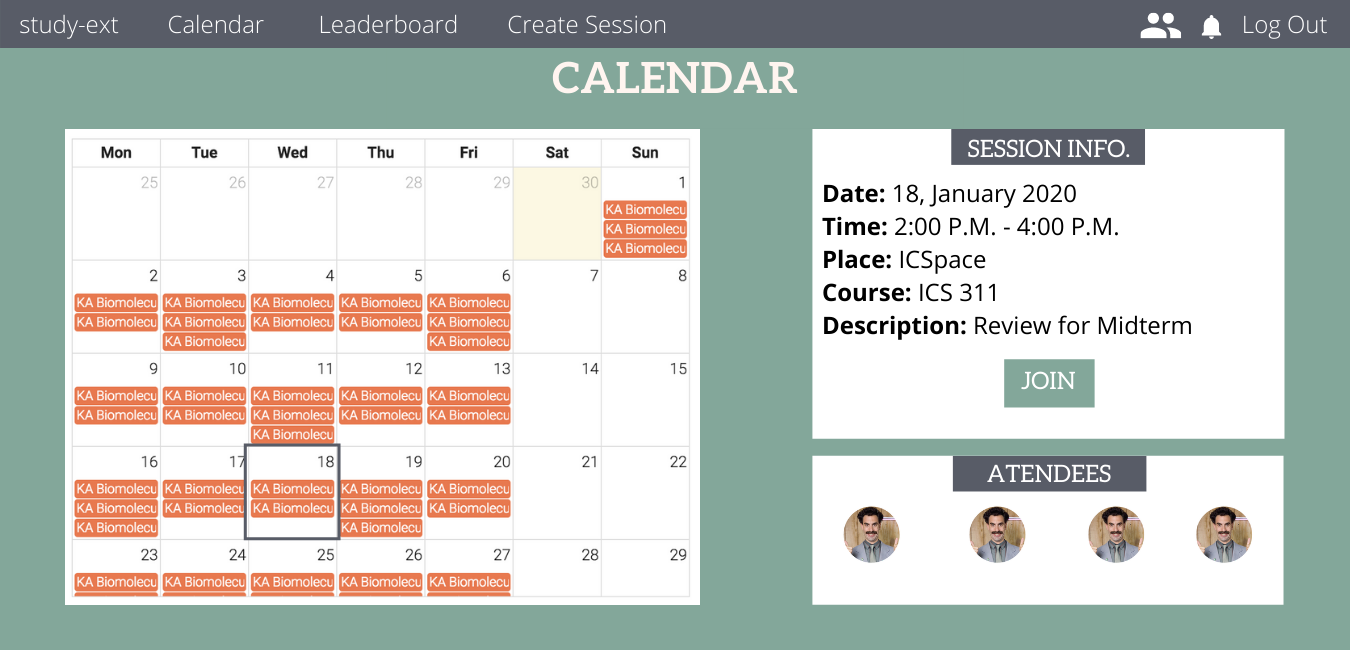 study-ext Calendar Leaderboard Create Session Log Out
CALENDAR
Mon Tue Wed Thu Fri Sat Sun
25 26 27 28 29 30 1
KA Biomolecu
KA Biomolecu
KA Biomolecu
2 3 4 5 6 7 8
KA Biomolecu KA Biomolecu KA Biomolecu KA Biomolecu KA Biomolecu
KA Biomolecu KA Biomolecu KA Biomolecu KA Biomolecu KA Biomolecu
KA Biomolecu KA Biomolecu
9 10 11 12 13 14 15
KA Biomolecu KA Biomolecu KA Biomolecu KA Biomolecu KA Biomolecu
KA Biomolecu KA Biomolecu KA Biomolecu KA Biomolecu KA Biomolecu
KA Biomolecu
16 17 18 19 20 21 22
KA Biomolecu KA Biomolecu KA Biomolecu KA Biomolecu KA Biomolecu
KA Biomolecu KA Biomolecu KA Biomolecu KA Biomolecu KA Biomolecu
KA Biomolecu KA Biomolecu
23 24 25 26 27 28 29
KA Biomolecu KA Biomolecu KA Biomolecu KA Biomolecu KA Biomolecu
SESSION INFO.
Date: 18, January 2020
Time: 2:00 P.M. - 4:00 P.M.
Place: ICSpace
Course: ICS 311
Description: Review for Midterm
JOIN
ATENDEES